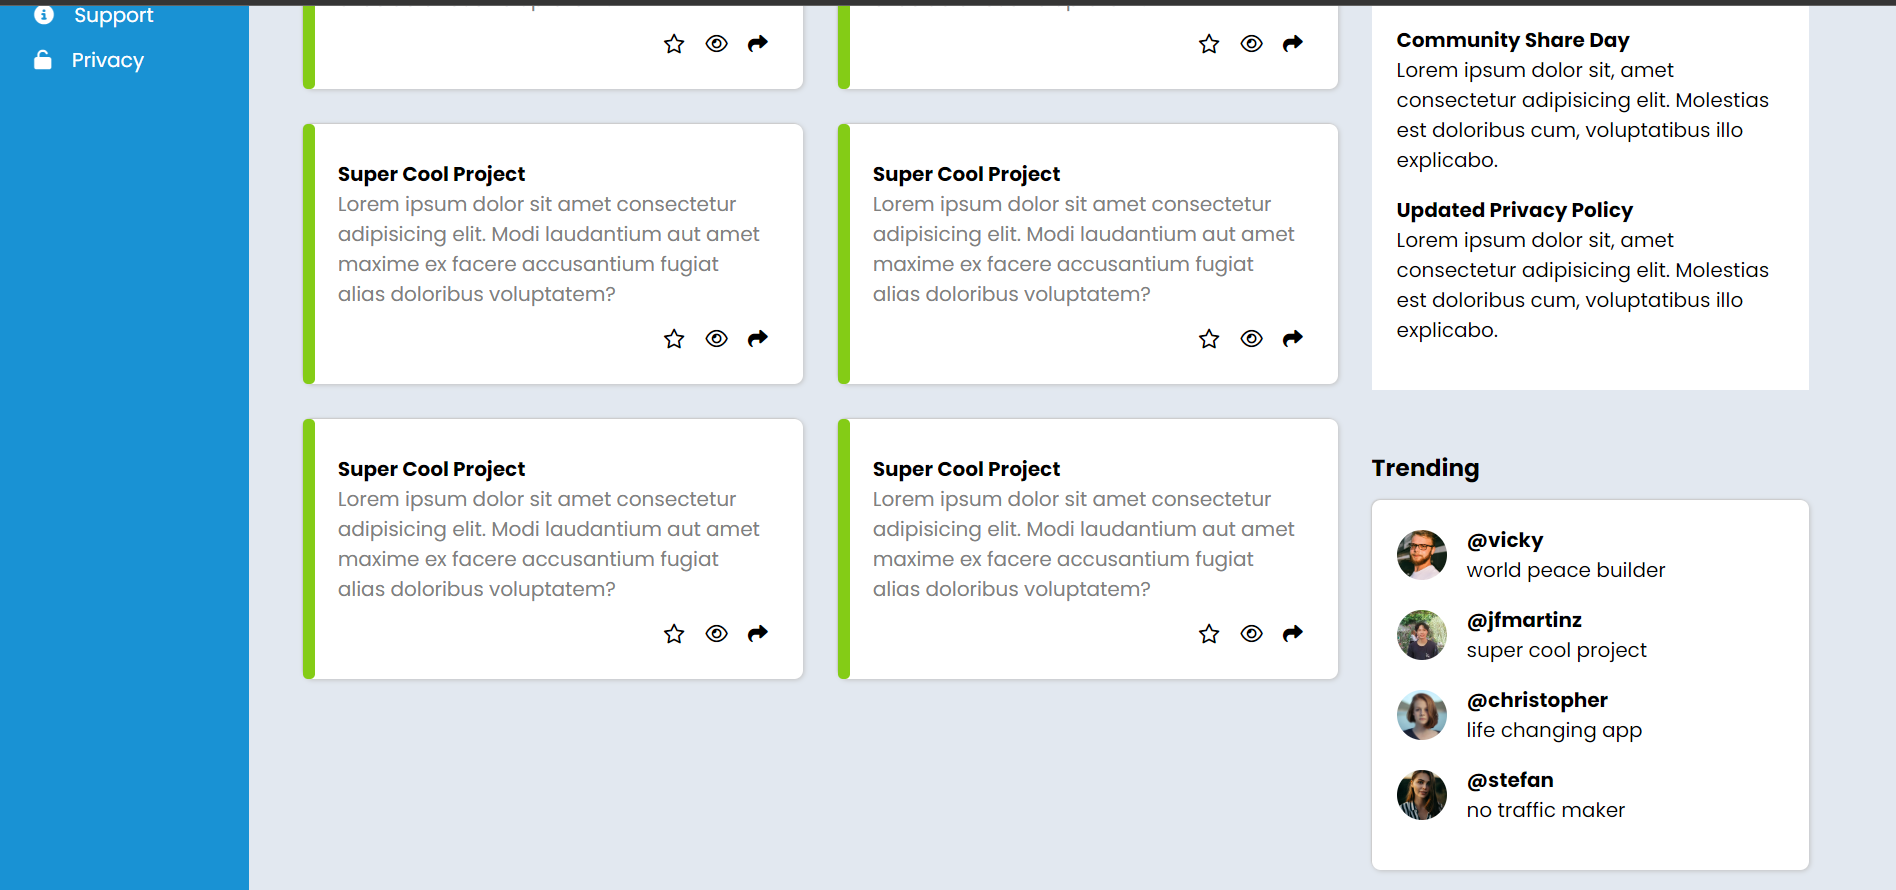 Support
Privacy
Super Cool Project
Lorem ipsum dolor sit amet consectetur
adipisicing elit. Modi laudantium aut amet
maxime ex facere accusantium fugiat
alias doloribus voluptatem?
Super Cool Project
Lorem ipsum dolor sit amet consectetur
adipisicing elit. Modi laudantium aut amet
maxime ex facere accusantium fugiat
alias doloribus voluptatem?
Super Cool Project
Lorem ipsum dolor sit amet consectetur
adipisicing elit. Modi laudantium aut amet
maxime ex facere accusantium fugiat
alias doloribus voluptatem?
Super Cool Project
Lorem ipsum dolor sit amet consectetur
adipisicing elit. Modi laudantium aut amet
maxime ex facere accusantium fugiat
alias doloribus voluptatem?
Community Share Day
Lorem ipsum dolor sit, amet
consectetur adipisicing elit. Molestias
est doloribus cum, voluptatibus illo
explicabo.
Updated Privacy Policy
Lorem ipsum dolor sit, amet
consectetur adipisicing elit. Molestias
est doloribus cum, voluptatibus illo
explicabo.
Trending
@vicky
world peace builder
@jfmartinz
super cool project
@christopher
life changing app
@stefan
no traffic maker